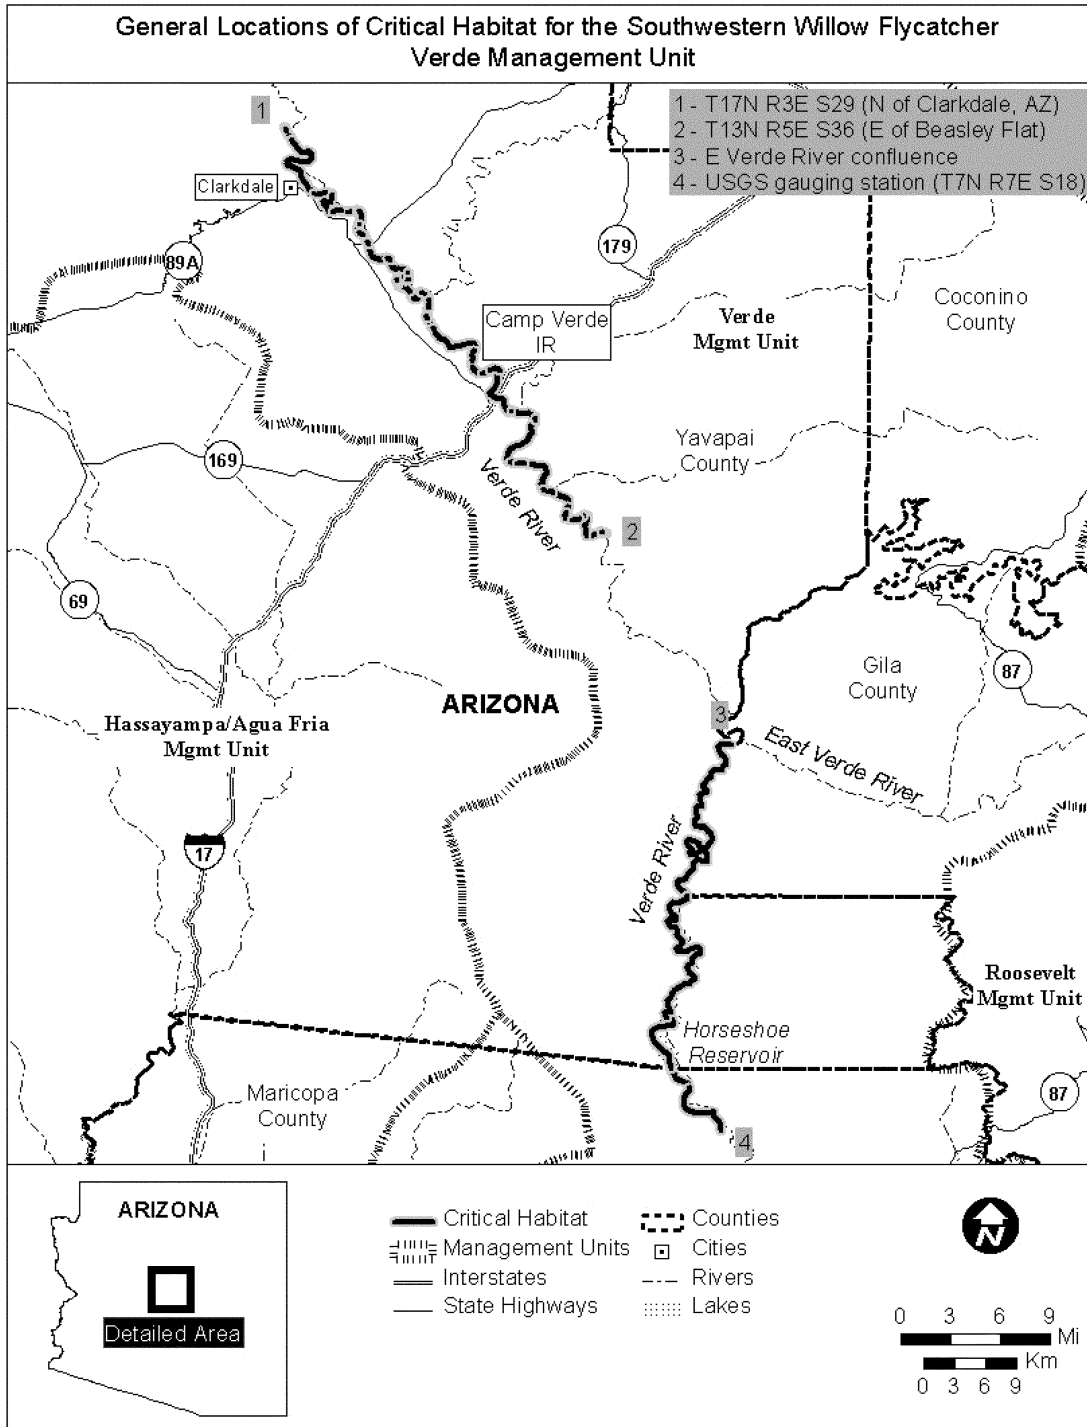 General Locations of Critical Habitat for the Southwestern Willow Flycatcher
Verde Management Unit
1
1 - T17N R3E S29 (N of Clarkdale, AZ)
2 - T13N R5E S36 (E of Beasley Flat)
3 - E Verde River confluence
4 - USGS gauging station (T7N R7E S18)
Clarkdale
179
89A
Coconino
County
Camp Verde
IR
Verde
Mgmt Unit
Yavapai
County
169
Verde River
2
69
Gila
County
87
ARIZONA
3
Hassayampa/Agua Fria
Mgmt Unit
East Verde River
17
Verde River
Roosevelt
Mgmt Unit
Horseshoe
Reservoir
Maricopa
County
87
4
ARIZONA
Detailed Area
Critical Habitat
Management Units
Interstates
State Highways
Counties
Cities
Rivers
Lakes
N
0 3 6 9
Mi
Km
0 3 6 9